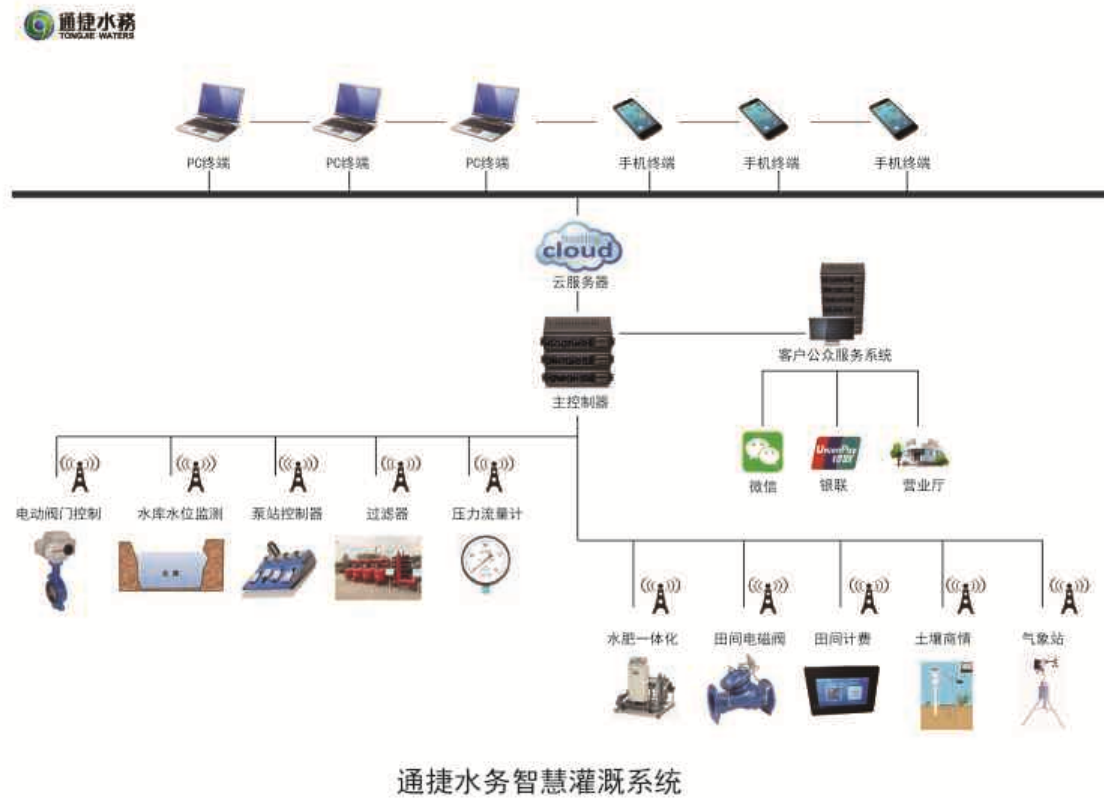 通捷水務
TONGJIE WATERS
PC终端
PC终端
PC终端
手机终端
手机终端
手机终端
cloud
云服务器
客户公众服务系统
主控制器
UnionPay
银联
微信
银联
营业厅
电动阀门控制
水库水位监测
泵站控制器
过滤器
压力流量计
水肥一体化
田间电磁阀
田间计费
土壤商情
气象站
通捷水务智慧灌溉系统